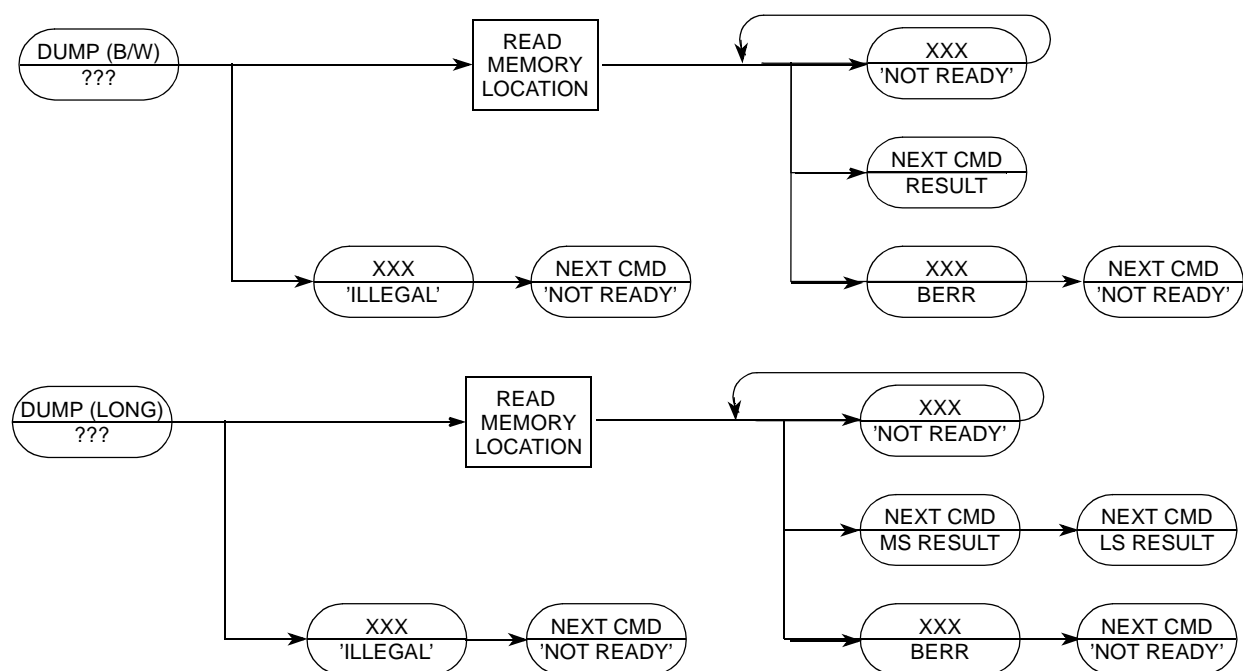 DUMP (B/W)
???
READ
MEMORY
LOCATION
XXX
'NOT READY'
NEXT CMD
RESULT
XXX
'ILLEGAL'
NEXT CMD
'NOT READY'
XXX
BERR
NEXT CMD
'NOT READY'
DUMP (LONG)
???
READ
MEMORY
LOCATION
XXX
'NOT READY'
NEXT CMD
MS RESULT
NEXT CMD
LS RESULT
XXX
'ILLEGAL'
NEXT CMD
'NOT READY'
XXX
BERR
NEXT CMD
'NOT READY'